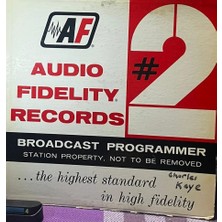 AF
AUDIO
FIDELITY
RECORDS
#2
BROADCAST PROGRAMMER
STATION PROPERTY, NOT TO BE REMOVED
...the highest standard
in high fidelity
Charles
Kaye